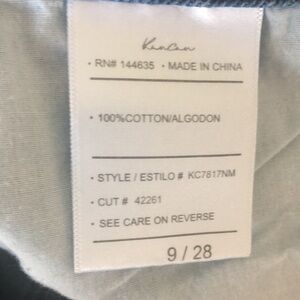 KanCan
• RN# 144635 • MADE IN CHINA
• 100%COTTON/ALGODON
• STYLE / ESTILO # KC7817NM
• CUT # 42261
• SEE CARE ON REVERSE
9 / 28